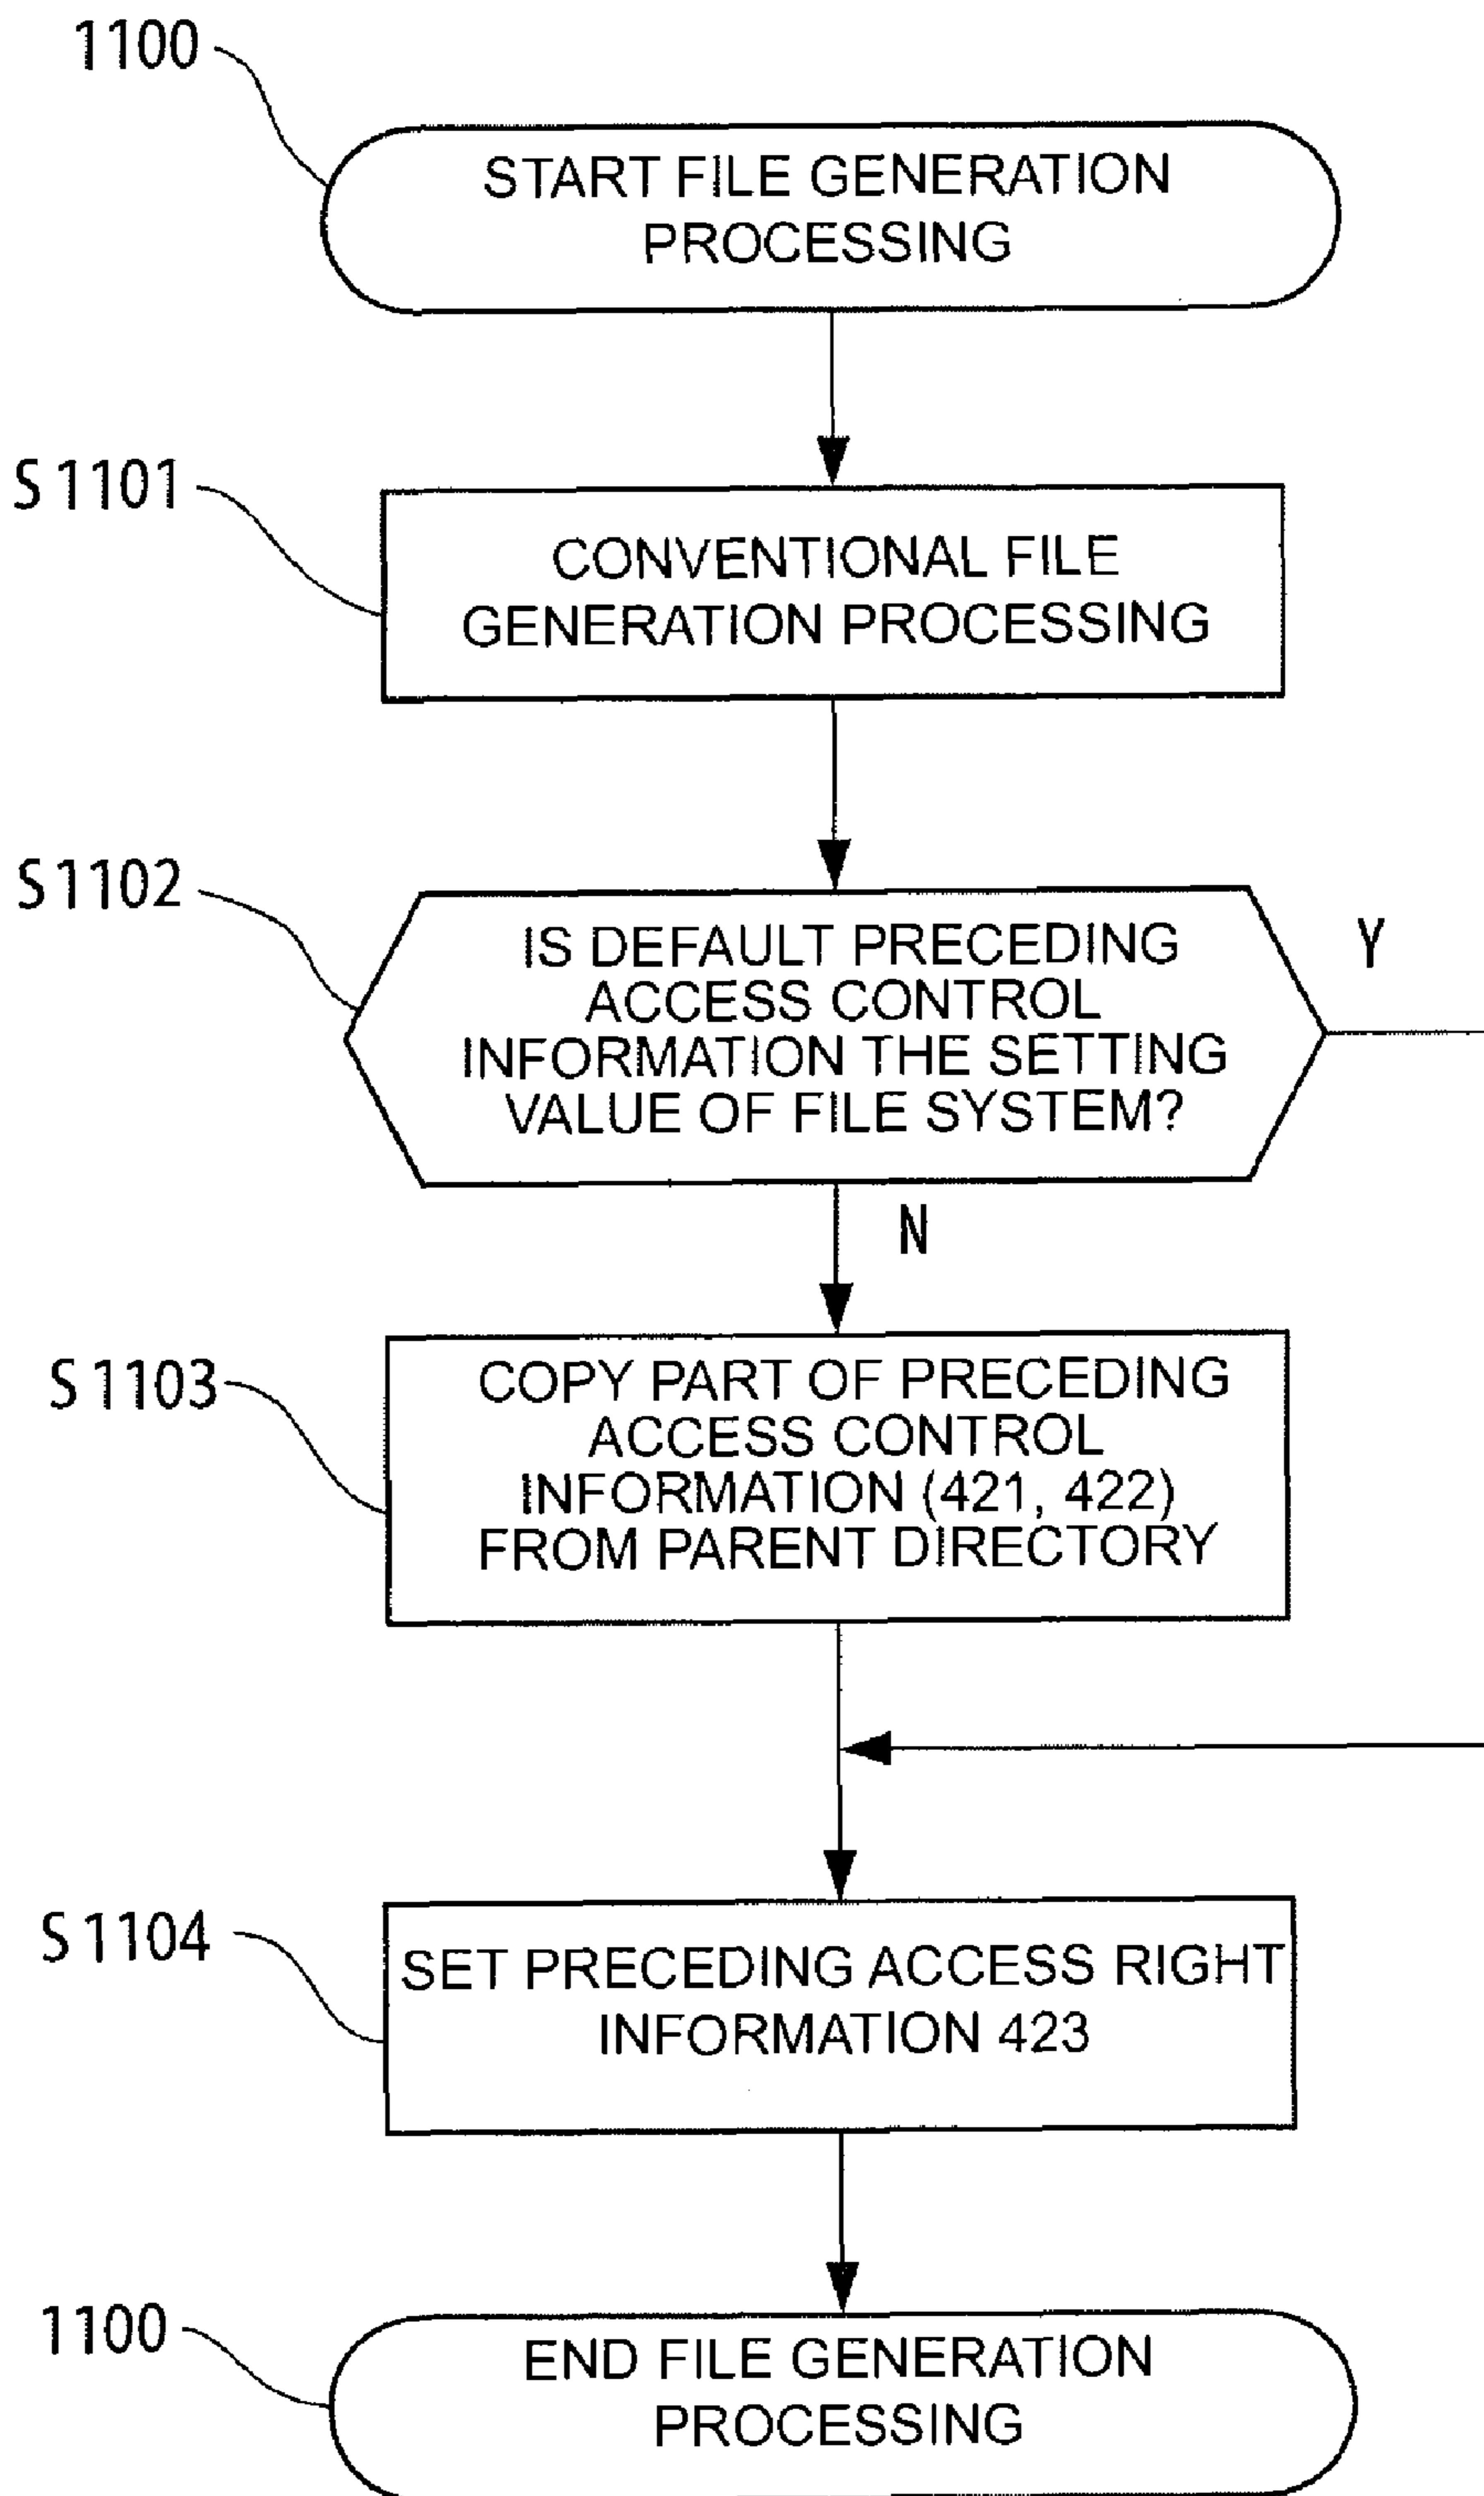 1100
START FILE GENERATION
PROCESSING
S1101
CONVENTIONAL FILE
GENERATION PROCESSING
S1102
IS DEFAULT PRECEDING
ACCESS CONTROL
INFORMATION THE SETTING
VALUE OF FILE SYSTEM?
Y
N
S1103
COPY PART OF PRECEDING
ACCESS CONTROL
INFORMATION (421, 422)
FROM PARENT DIRECTORY
S1104
SET PRECEDING ACCESS RIGHT
INFORMATION 423
1100
END FILE GENERATION
PROCESSING